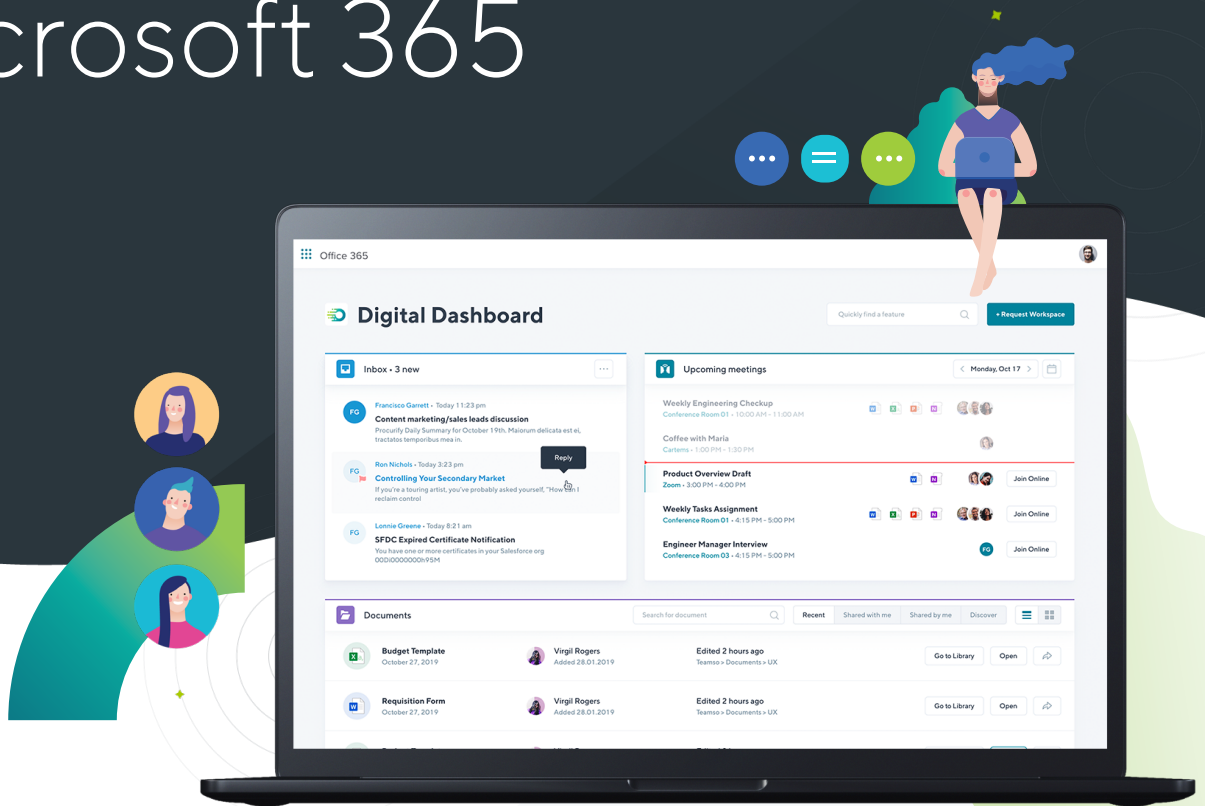 crosoft 365
Office 365
Digital Dashboard
Quickly find a feature
+ Request Workspace
Inbox • 3 new
FG
Francisco Garrett • Today 11:23 pm
Content marketing/sales leads discussion
Procurify Daily Summary for October 19th. Maiorum delicata est ei,
tractatos temporibus mea in.
Reply
FG
Ron Nichols • Today 3:23 pm
Controlling Your Secondary Market
If you're a touring artist, you've probably asked yourself, "How can I
reclaim control
FG
Lonnie Greene • Today 8:21 am
SFDC Expired Certificate Notification
You have one or more certificates in your Salesforce org
00Di0000000h95M
Upcoming meetings
Monday, Oct 17
Weekly Engineering Checkup
Conference Room 01 • 10:00 AM - 11:00 AM
Coffee with Maria
Cartems • 1:00 PM - 1:30 PM
Product Overview Draft
Zoom • 3:00 PM - 4:00 PM
Join Online
Weekly Tasks Assignment
Conference Room 01 • 4:15 PM - 5:00 PM
Join Online
Engineer Manager Interview
Conference Room 03 • 4:15 PM - 5:00 PM
FG
Join Online
Documents
Search for document
Recent
Shared with me
Shared by me
Discover
Budget Template
October 27, 2019
Virgil Rogers
Added 28.01.2019
Edited 2 hours ago
Teamso > Documents > UX
Go to Library
Open
Requisition Form
October 27, 2019
Virgil Rogers
Added 28.01.2019
Edited 2 hours ago
Teamso > Documents > UX
Go to Library
Open